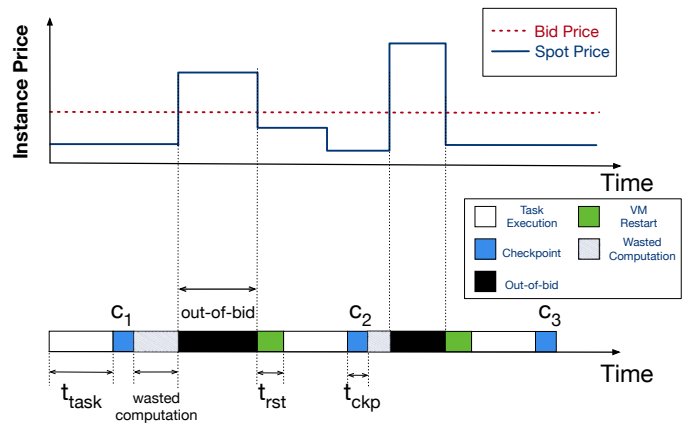 Bid Price
Spot Price
Instance Price
Time
Task
Execution
VM
Restart
Checkpoint
Wasted
Computation
Out-of-bid
out-of-bid
c1
c2
c3
Time
ttask
wasted
computation
trst
tckp